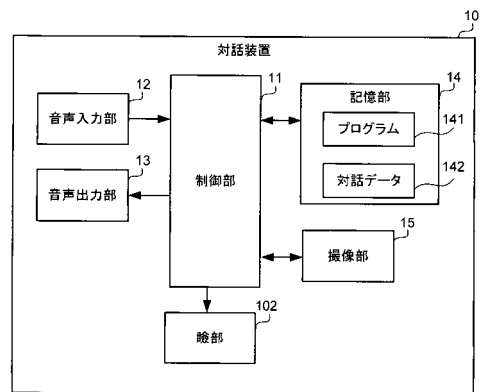 10
対話装置
12
音声入力部
11
制御部
14
記憶部
プログラム
141
対話データ
142
13
音声出力部
15
撮像部
102
瞼部